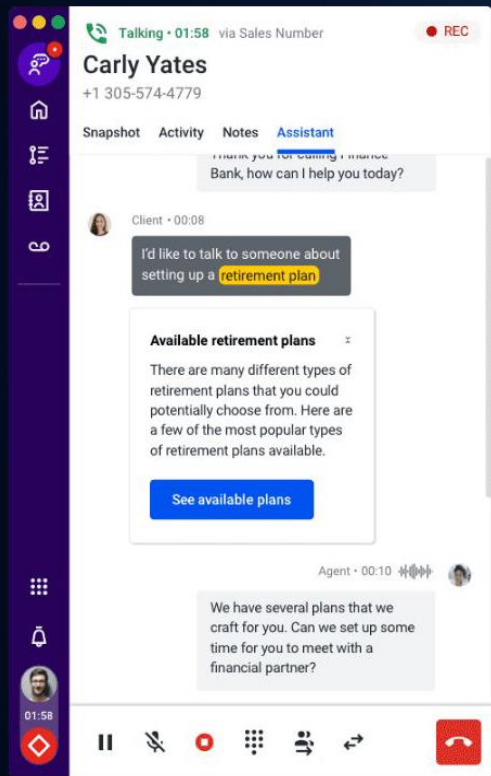 Talking • 01:58 via Sales Number
REC
Carly Yates
+1 305-574-4779
Snapshot Activity Notes Assistant
Thank you for calling Finance
Bank, how can I help you today?
Client • 00:08
I'd like to talk to someone about
setting up a retirement plan
Available retirement plans
There are many different types of
retirement plans that you could
potentially choose from. Here are
a few of the most popular types
of retirement plans available.
See available plans
Agent • 00:10
We have several plans that we
craft for you. Can we set up some
time for you to meet with a
financial partner?
01:58